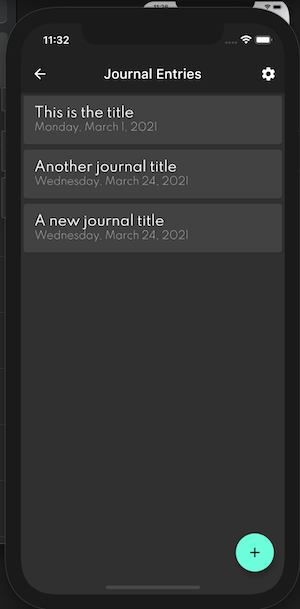 11:32
Journal Entries
This is the title
Monday, March 1, 2021
Another journal title
Wednesday, March 24, 2021
A new journal title
Wednesday, March 24, 2021
+